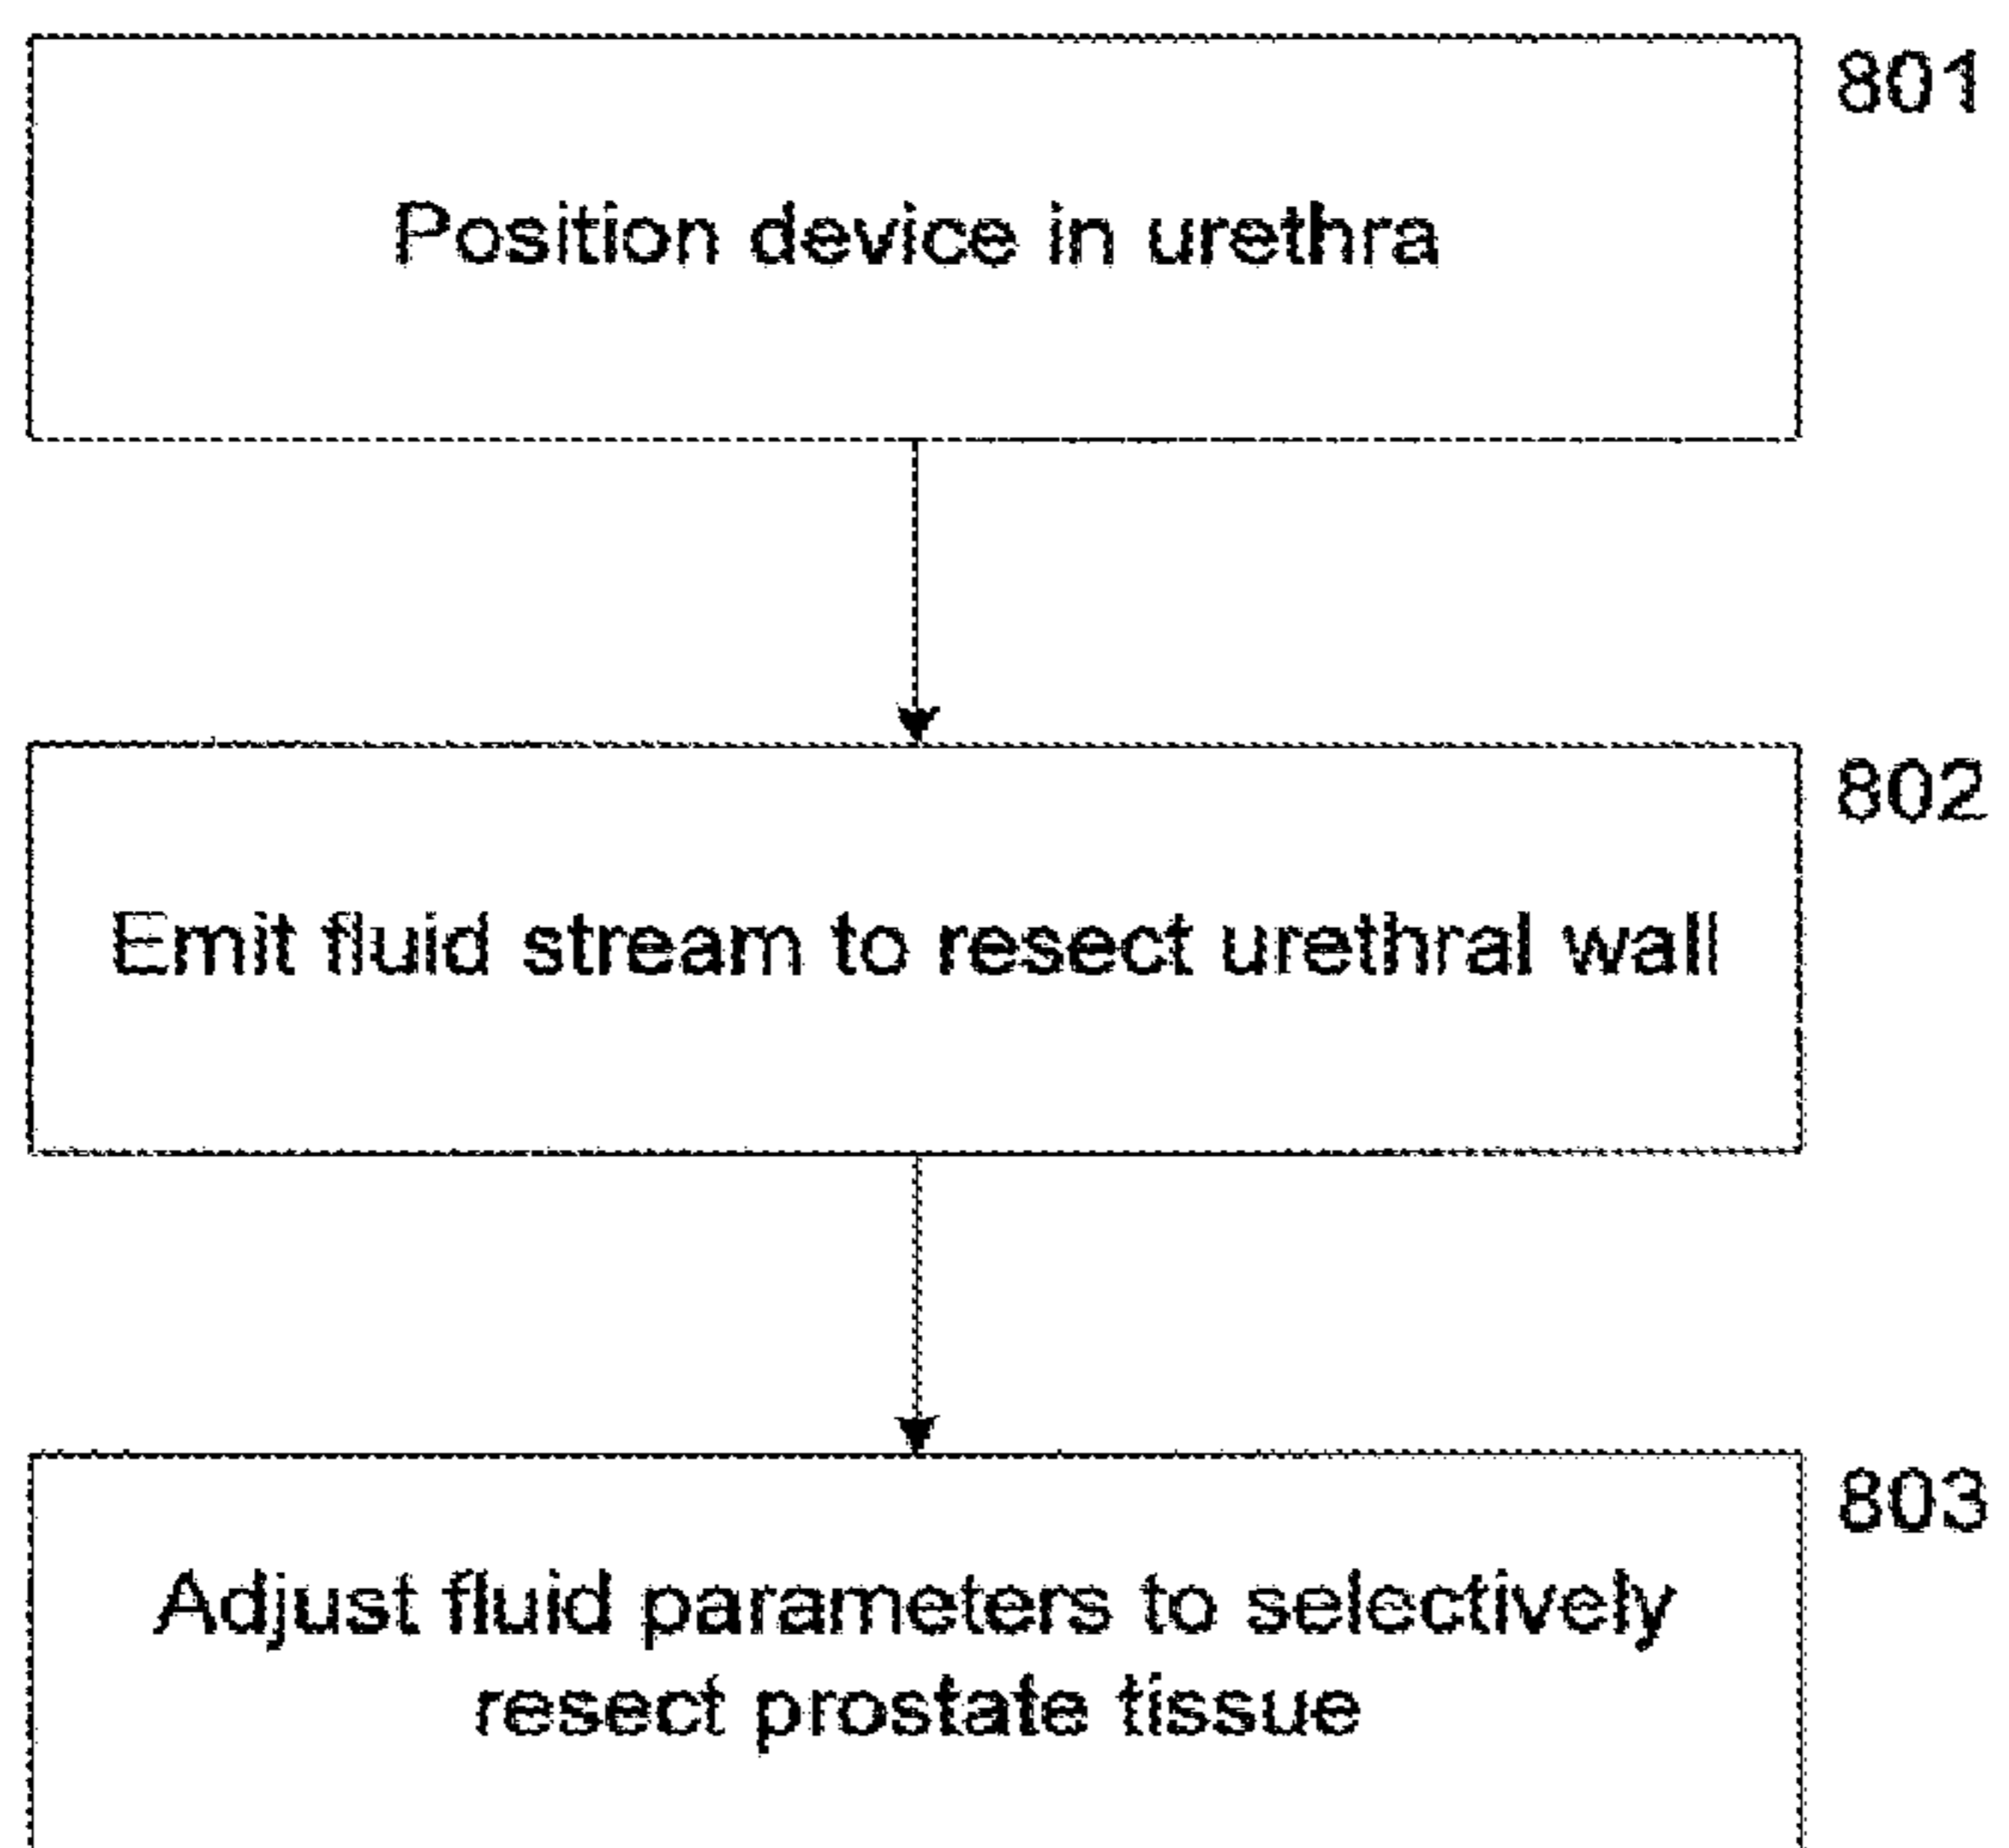 801
Position device in urethra
802
Emit fluid stream to resect urethral wall
803
Adjust fluid parameters to selectively
resect prostate tissue